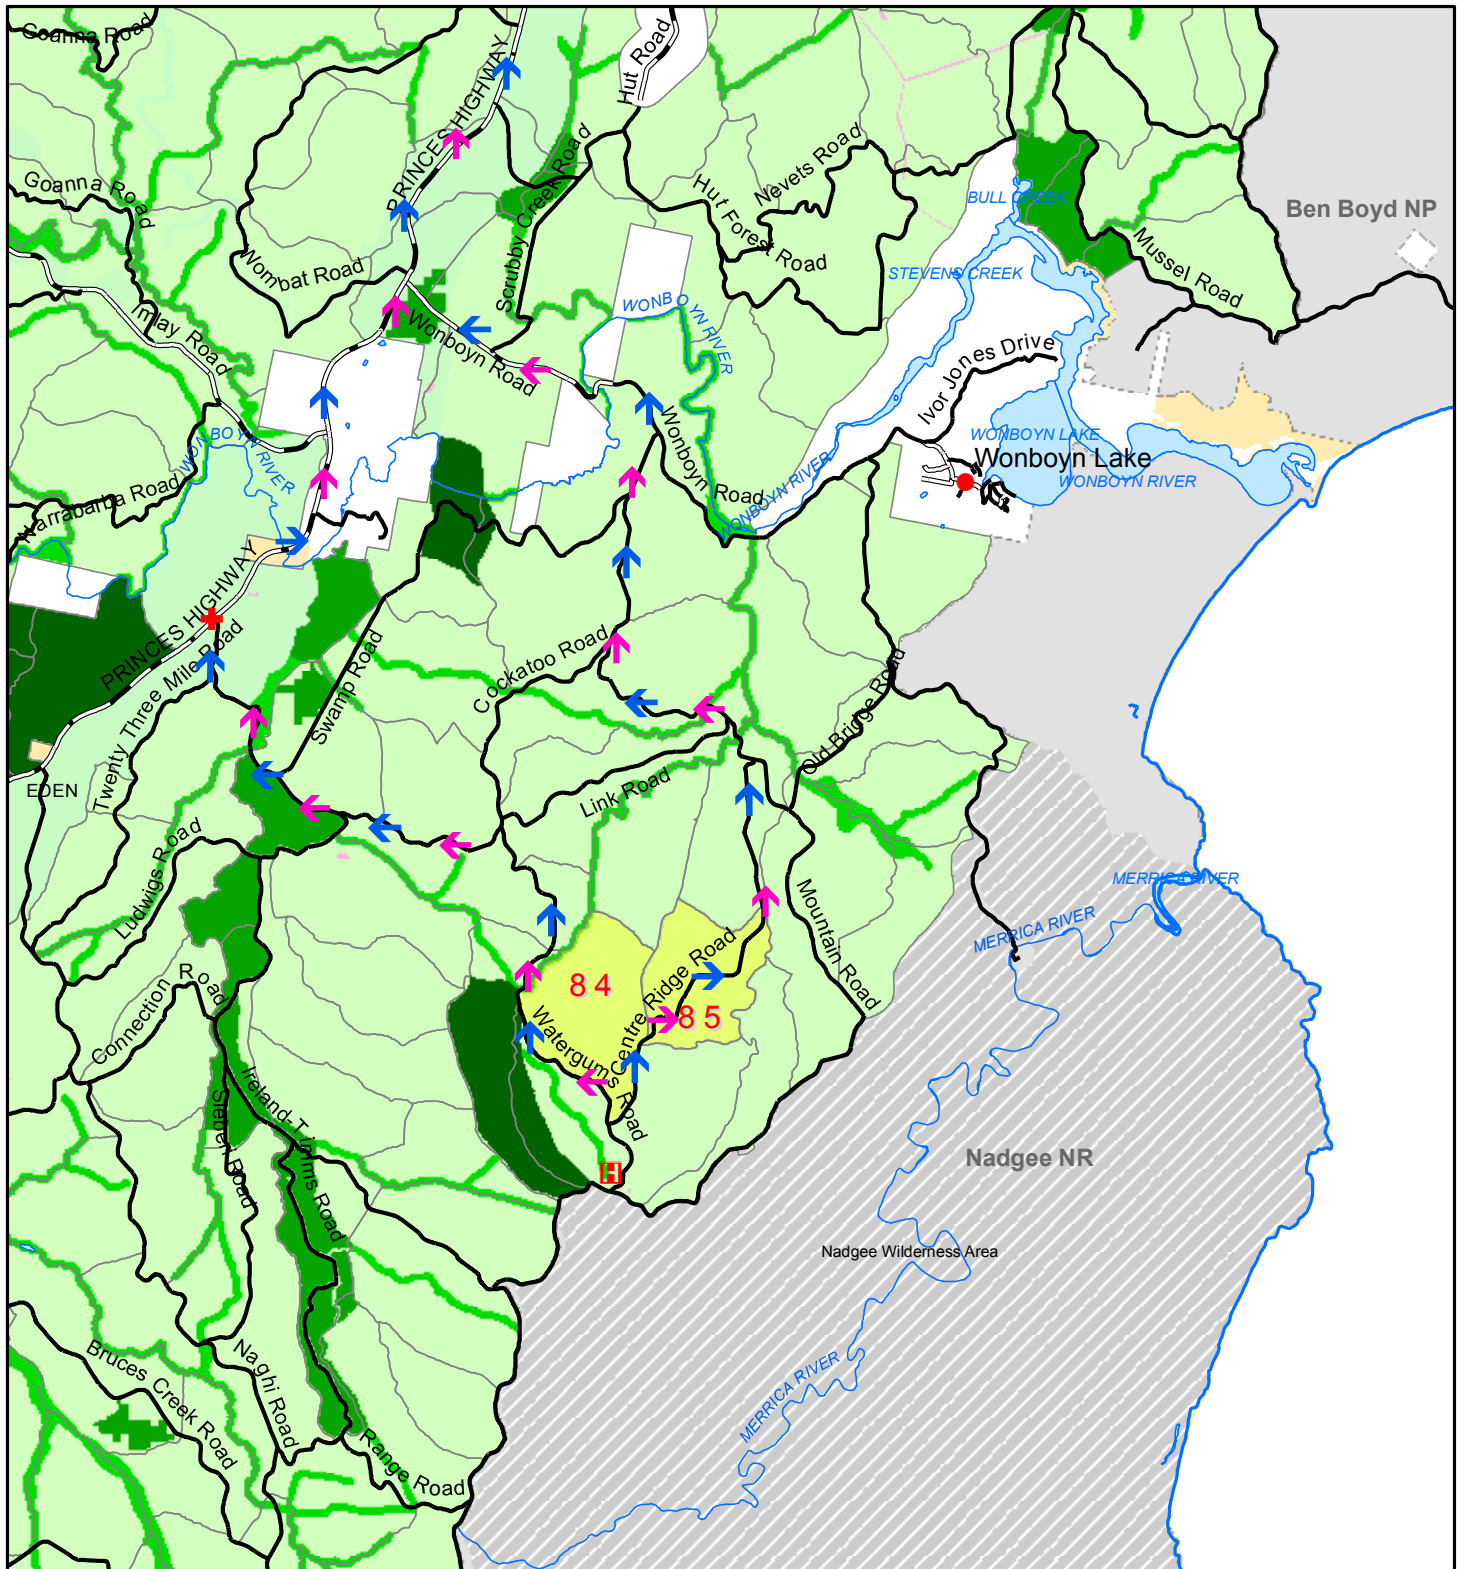 Goanna Road
Hut Road
PRINCES HIGHWAY
Goanna Road
Scrubby Creek Road
Nevets Road
Hut Forest Road
BULL CREEK
Ben Boyd NP
Mussel Road
Wombat Road
STEVENS CREEK
Imlay Road
Wonboyn Road
WONBOYN RIVER
Ivor Jones Drive
WONBOYN RIVER
Wonboyn Road
WONBOYN LAKE
Wonboyn Lake
WONBOYN RIVER
WONBOYN RIVER
Narrabarba Road
PRINCES HIGHWAY
Twenty Three Mile Road
Swamp Road
Cockatoo Road
Old Bridge Road
EDEN
Link Road
Ludwigs Road
Mountain Road
MERRICA RIVER
MERRICA RIVER
84
Centre Ridge Road
85
Connection Road
Watergums Road
Sieben Road
Ireland-Timms Road
H
Nadgee NR
Nadgee Wilderness Area
Naghi Road
Bruces Creek Road
MERRICA RIVER
Range Road